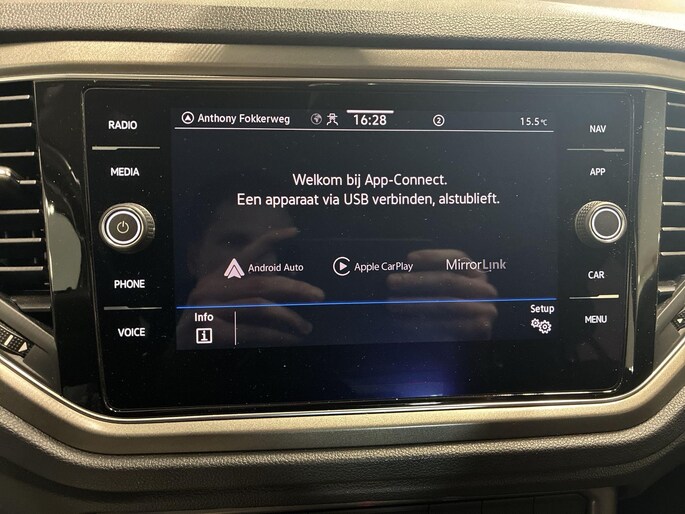 RADIO
MEDIA
PHONE
VOICE
Anthony Fokkerweg
16:28
2
15.5°C
Welkom bij App-Connect.
Een apparaat via USB verbinden, alstublieft.
Android Auto
Apple CarPlay
MirrorLink
Info
Setup
NAV
APP
CAR
MENU